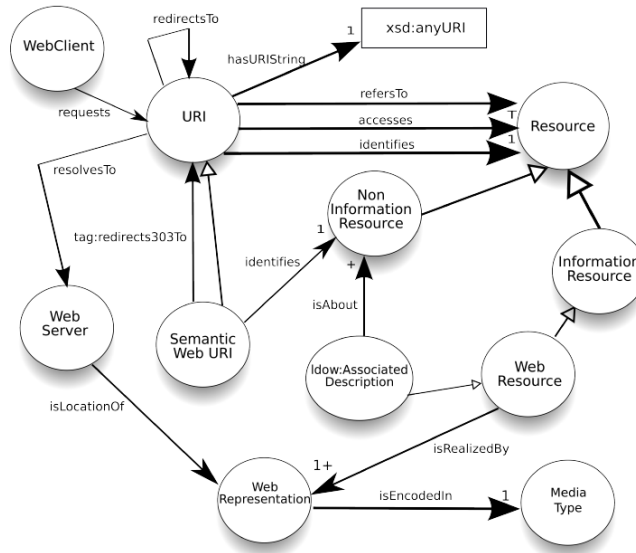 redirectsTo
WebClient
1
xsd:anyURI
hasURIString
requests
URI
refersTo
accesses
identifies
T
1
Resource
resolvesTo
Non
Information
Resource
tag:redirects303To
identifies
1
+
Information
Resource
isAbout
Web
Server
Semantic
Web URI
ldow:Associated
Description
Web
Resource
isLocationOf
isRealizedBy
1+
Web
Representation
isEncodedIn
1
Media
Type